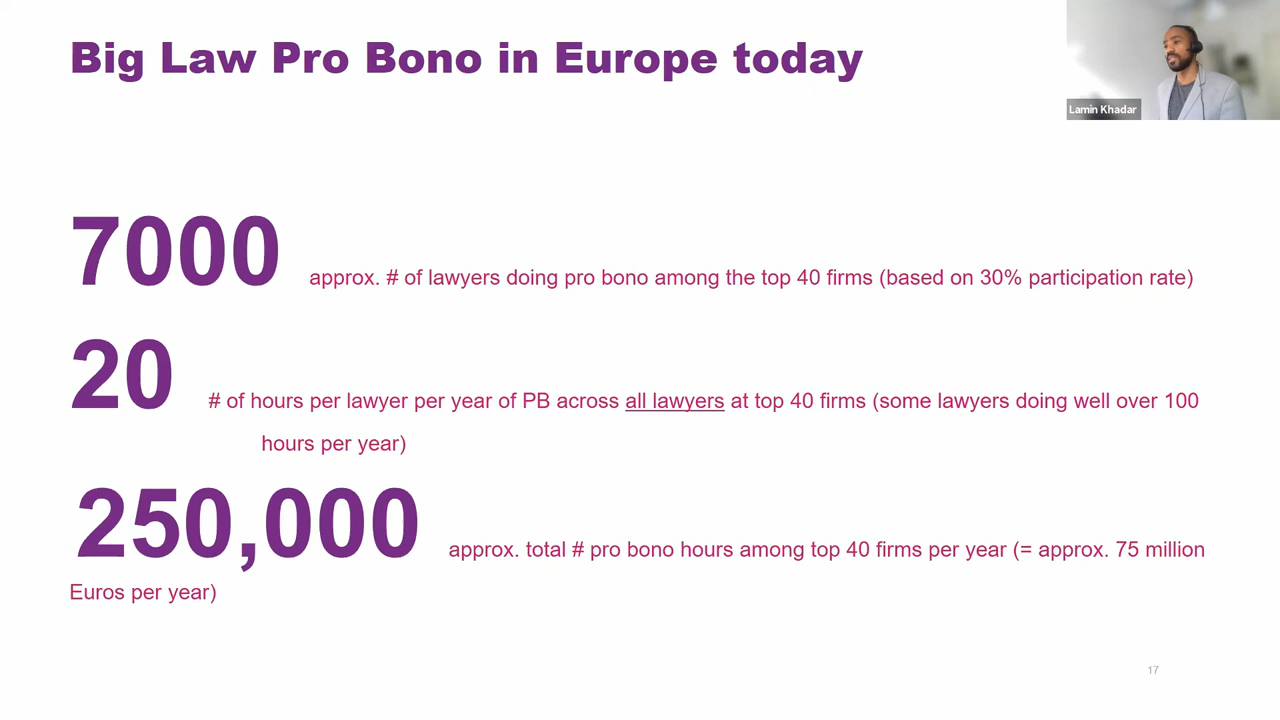 Big Law Pro Bono in Europe today
Lamin Khadar
7000 approx. # of lawyers doing pro bono among the top 40 firms (based on 30% participation rate)
20 # of hours per lawyer per year of PB across all lawyers at top 40 firms (some lawyers doing well over 100
hours per year)
250,000 approx. total # pro bono hours among top 40 firms per year (= approx. 75 million
Euros per year)
17